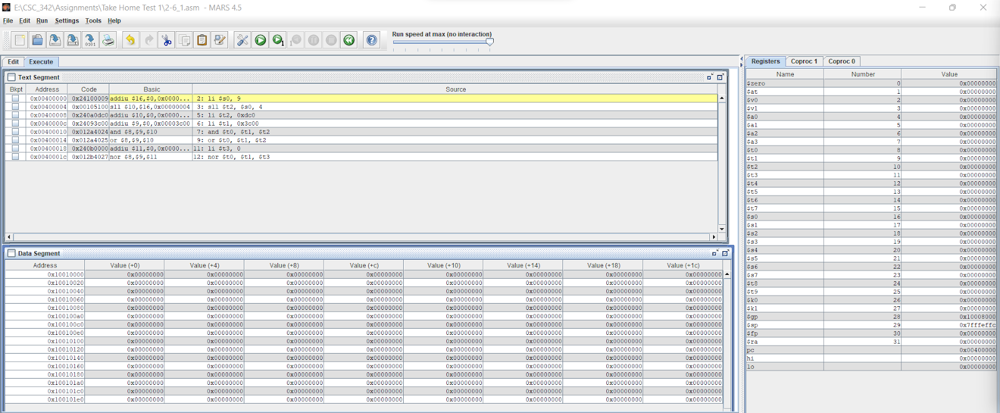 E:\CSC_342\Assignments\Take Home Test 1\2-6_1.asm - MARS 4.5
File Edit Run Settings Tools Help
Run speed at max (no interaction)
Edit Execute
Text Segment
Bkpt Address Code Basic Source
0x00400000 0x24100009 addiu $16,$0,0x0000... 2: li $s0, 9
0x00400004 0x00105100 sll $10,$16,0x00000004 3: sll $t2, $s0, 4
0x00400008 0x240a0dc0 addiu $10,$0,0x0000... 5: li $t2, 0xdc0
0x0040000c 0x24093c00 addiu $9,$0,0x00003c00 6: li $t1, 0x3c00
0x00400010 0x012a4024 and $8,$9,$10 7: and $t0, $t1, $t2
0x00400014 0x012a4025 or $8,$9,$10 9: or $t0, $t1, $t2
0x00400018 0x240b0000 addiu $11,$0,0x0000... 11: li $t3, 0
0x0040001c 0x012b4027 nor $8,$9,$11 12: nor $t0, $t1, $t3
Data Segment
Address Value (+0) Value (+4) Value (+8) Value (+c) Value (+10) Value (+14) Value (+18) Value (+1c)
0x10010000 0x00000000 0x00000000 0x00000000 0x00000000 0x00000000 0x00000000 0x00000000 0x00000000
0x10010020 0x00000000 0x00000000 0x00000000 0x00000000 0x00000000 0x00000000 0x00000000 0x00000000
0x10010040 0x00000000 0x00000000 0x00000000 0x00000000 0x00000000 0x00000000 0x00000000 0x00000000
0x10010060 0x00000000 0x00000000 0x00000000 0x00000000 0x00000000 0x00000000 0x00000000 0x00000000
0x10010080 0x00000000 0x00000000 0x00000000 0x00000000 0x00000000 0x00000000 0x00000000 0x00000000
0x100100a0 0x00000000 0x00000000 0x00000000 0x00000000 0x00000000 0x00000000 0x00000000 0x00000000
0x100100c0 0x00000000 0x00000000 0x00000000 0x00000000 0x00000000 0x00000000 0x00000000 0x00000000
0x100100e0 0x00000000 0x00000000 0x00000000 0x00000000 0x00000000 0x00000000 0x00000000 0x00000000
0x10010100 0x00000000 0x00000000 0x00000000 0x00000000 0x00000000 0x00000000 0x00000000 0x00000000
0x10010120 0x00000000 0x00000000 0x00000000 0x00000000 0x00000000 0x00000000 0x00000000 0x00000000
0x10010140 0x00000000 0x00000000 0x00000000 0x00000000 0x00000000 0x00000000 0x00000000 0x00000000
0x10010160 0x00000000 0x00000000 0x00000000 0x00000000 0x00000000 0x00000000 0x00000000 0x00000000
0x10010180 0x00000000 0x00000000 0x00000000 0x00000000 0x00000000 0x00000000 0x00000000 0x00000000
0x100101a0 0x00000000 0x00000000 0x00000000 0x00000000 0x00000000 0x00000000 0x00000000 0x00000000
0x100101c0 0x00000000 0x00000000 0x00000000 0x00000000 0x00000000 0x00000000 0x00000000 0x00000000
0x100101e0 0x00000000 0x00000000 0x00000000 0x00000000 0x00000000 0x00000000 0x00000000 0x00000000
Registers Coproc 1 Coproc 0
Name Number Value
$zero 0 0x00000000
$at 1 0x00000000
$v0 2 0x00000000
$v1 3 0x00000000
$a0 4 0x00000000
$a1 5 0x00000000
$a2 6 0x00000000
$a3 7 0x00000000
$t0 8 0x00000000
$t1 9 0x00000000
$t2 10 0x00000000
$t3 11 0x00000000
$t4 12 0x00000000
$t5 13 0x00000000
$t6 14 0x00000000
$t7 15 0x00000000
$s0 16 0x00000000
$s1 17 0x00000000
$s2 18 0x00000000
$s3 19 0x00000000
$s4 20 0x00000000
$s5 21 0x00000000
$s6 22 0x00000000
$s7 23 0x00000000
$t8 24 0x00000000
$t9 25 0x00000000
$k0 26 0x00000000
$k1 27 0x00000000
$gp 28 0x10008000
$sp 29 0x7fffeffc
$fp 30 0x00000000
$ra 31 0x00000000
pc 0x00400000
hi 0x00000000
lo 0x00000000